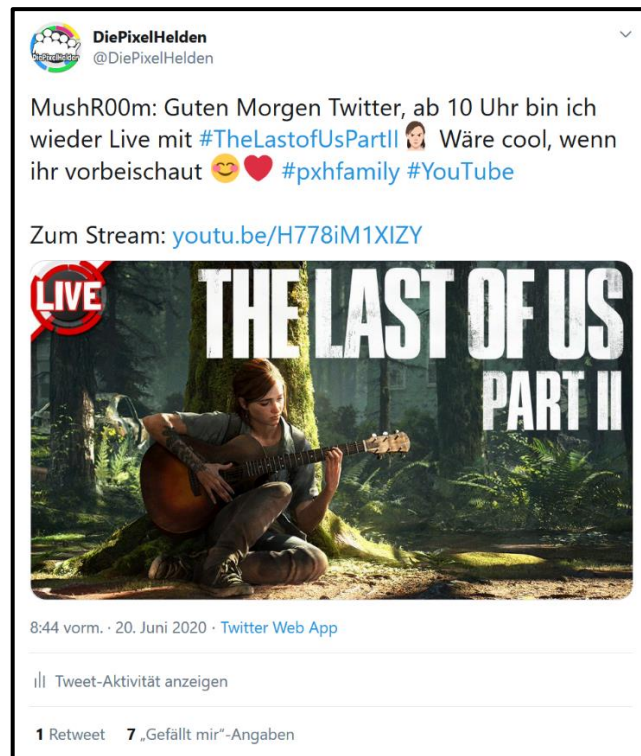 DiePixelHelden
DiePixelHelden
@DiePixelHelden
MushR00m: Guten Morgen Twitter, ab 10 Uhr bin ich
wieder Live mit #TheLastofUsPartII Wäre cool, wenn
ihr vorbeischaut 😊❤️ #pxhfamily #YouTube
Zum Stream: youtu.be/H778iM1XIZY
LIVE
THE LAST OF US
PART II
8:44 vorm. · 20. Juni 2020 · Twitter Web App
Tweet-Aktivität anzeigen
1 Retweet 7 „Gefällt mir“-Angaben